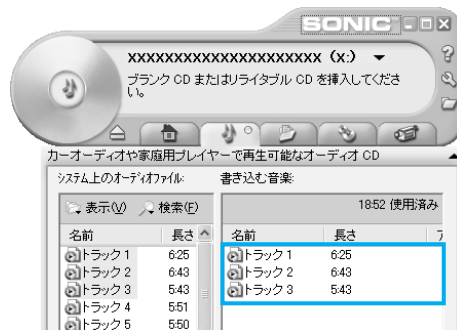 SONIC
XXXXXXXXXXXXXXXXXXXXXX (X:)
ブランク CD またはリライタブル CD を挿入してくださ
い。
カーオーディオや家庭用プレイヤーで再生可能なオーディオ CD
システム上のオーディオファイル: 書き込む音楽:
表示(V) 検索(F) 18:52 使用済み
名前 長さ 名前 長さ
トラック 1 6:25 トラック 1 6:25
トラック 2 6:43 トラック 2 6:43
トラック 3 5:43 トラック 3 5:43
トラック 4 5:51
トラック 5 5:50